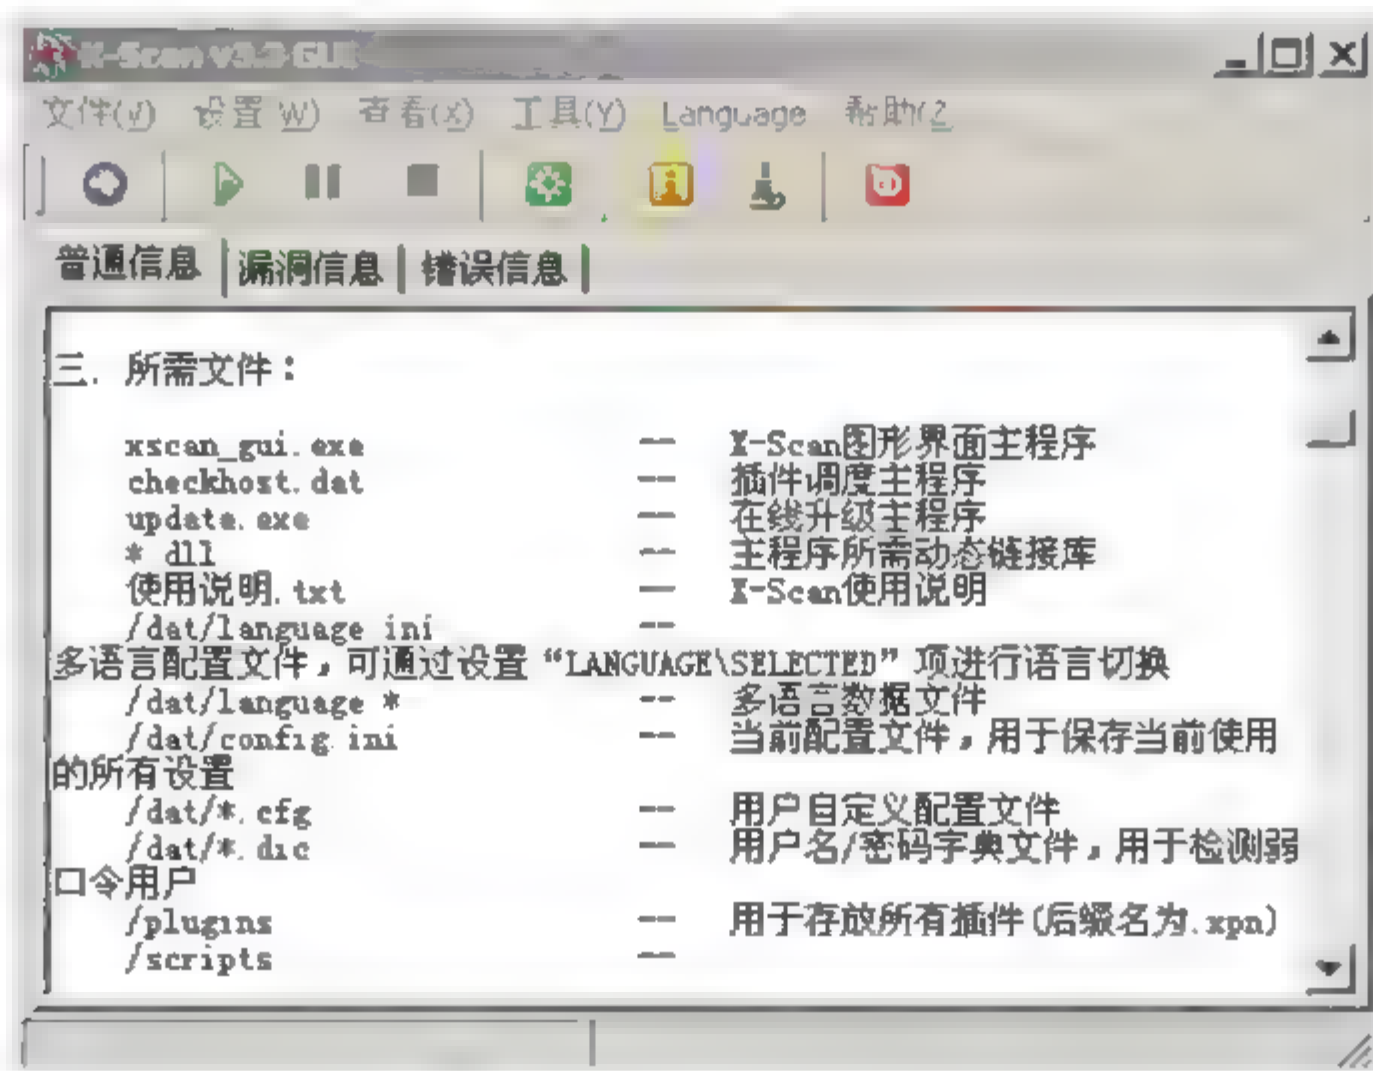 X-Scan v3.3 GUI
文件(V) 设置(W) 查看(X) 工具(Y) Language 帮助(Z
普通信息 漏洞信息 错误信息
三. 所需文件：
xscan_gui.exe -- X-Scan图形界面主程序
checkhost.dat -- 插件调度主程序
update.exe -- 在线升级主程序
* dll -- 主程序所需动态链接库
使用说明.txt -- X-Scan使用说明
/dat/language ini --
多语言配置文件，可通过设置“LANGUAGE\SELECTED”项进行语言切换
/dat/language * -- 多语言数据文件
/dat/config ini -- 当前配置文件，用于保存当前使用
的所有设置
/dat/*.cfg -- 用户自定义配置文件
/dat/*.dic -- 用户名/密码字典文件，用于检测弱
口令用户
/plugins -- 用于存放所有插件(后缀名为.xpn)
/scripts --